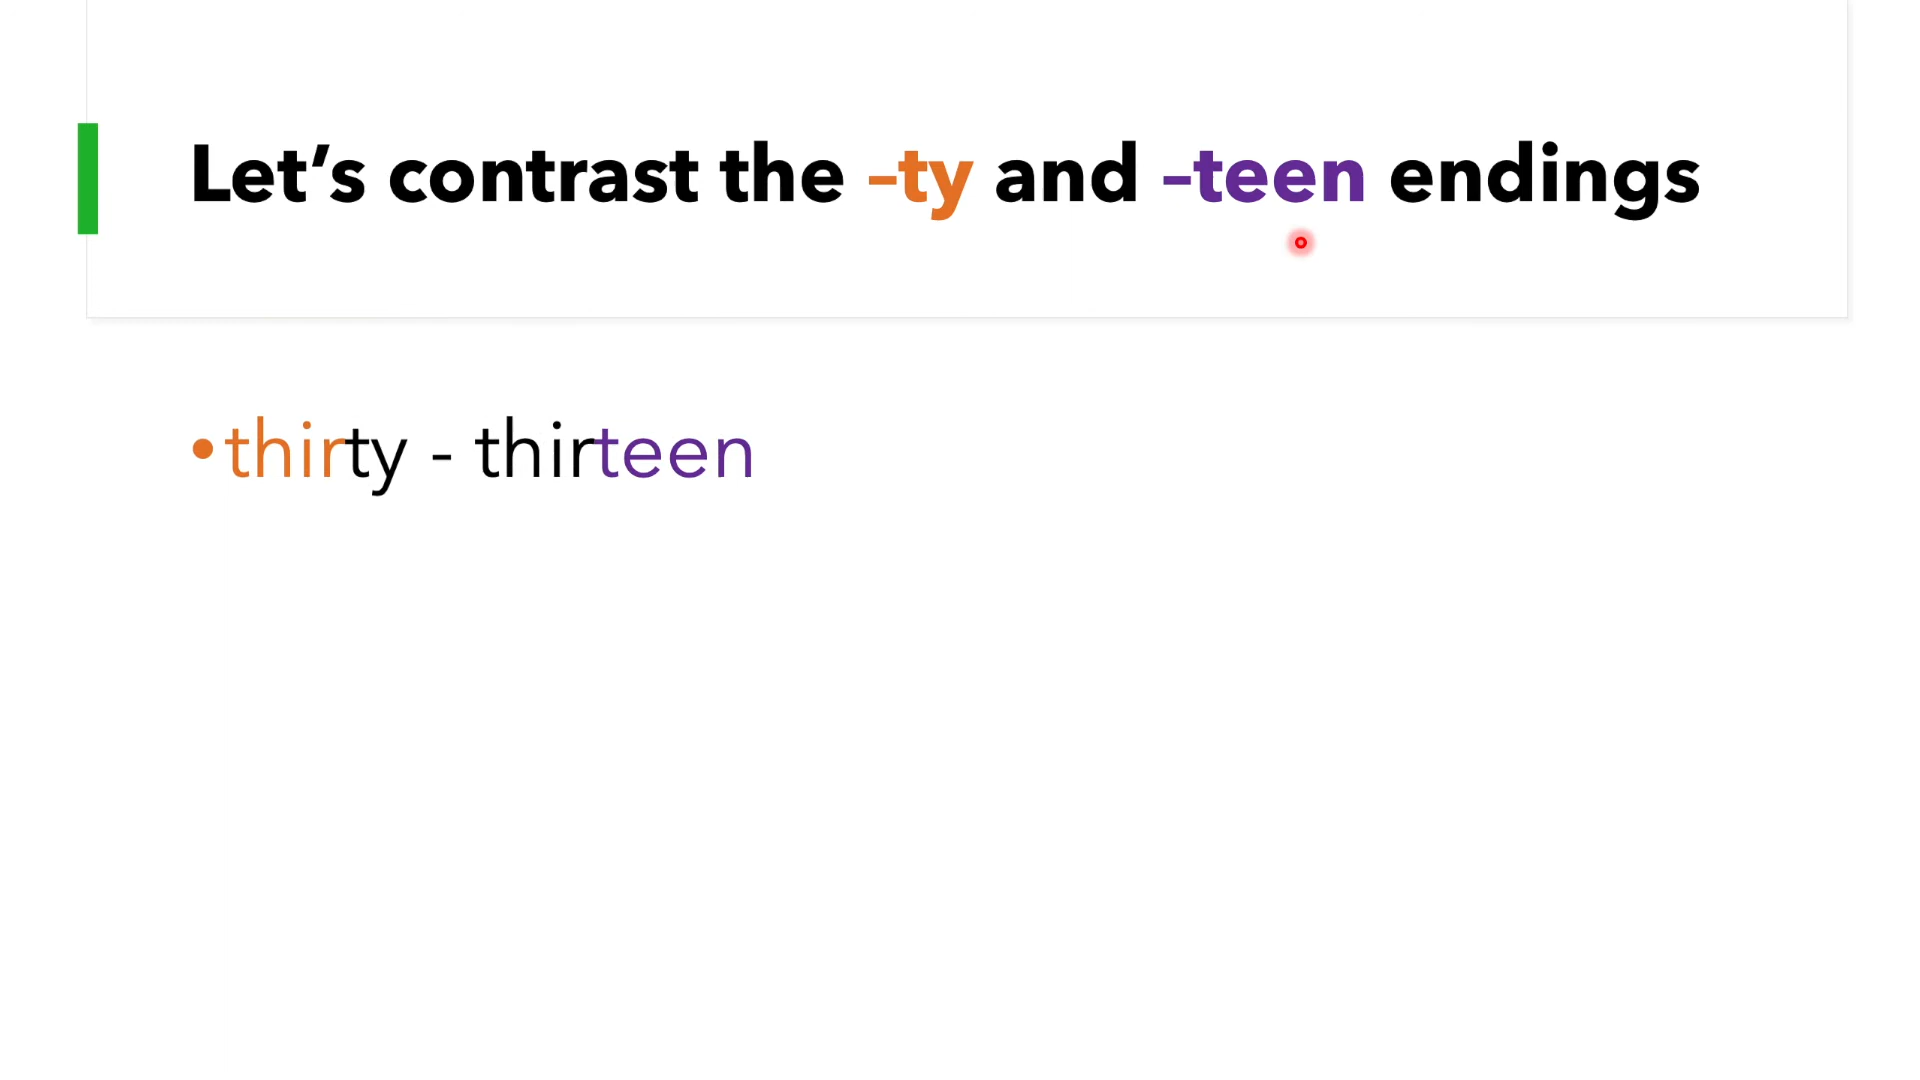 Let’s contrast the –ty and –teen endings
•thirty - thirteen